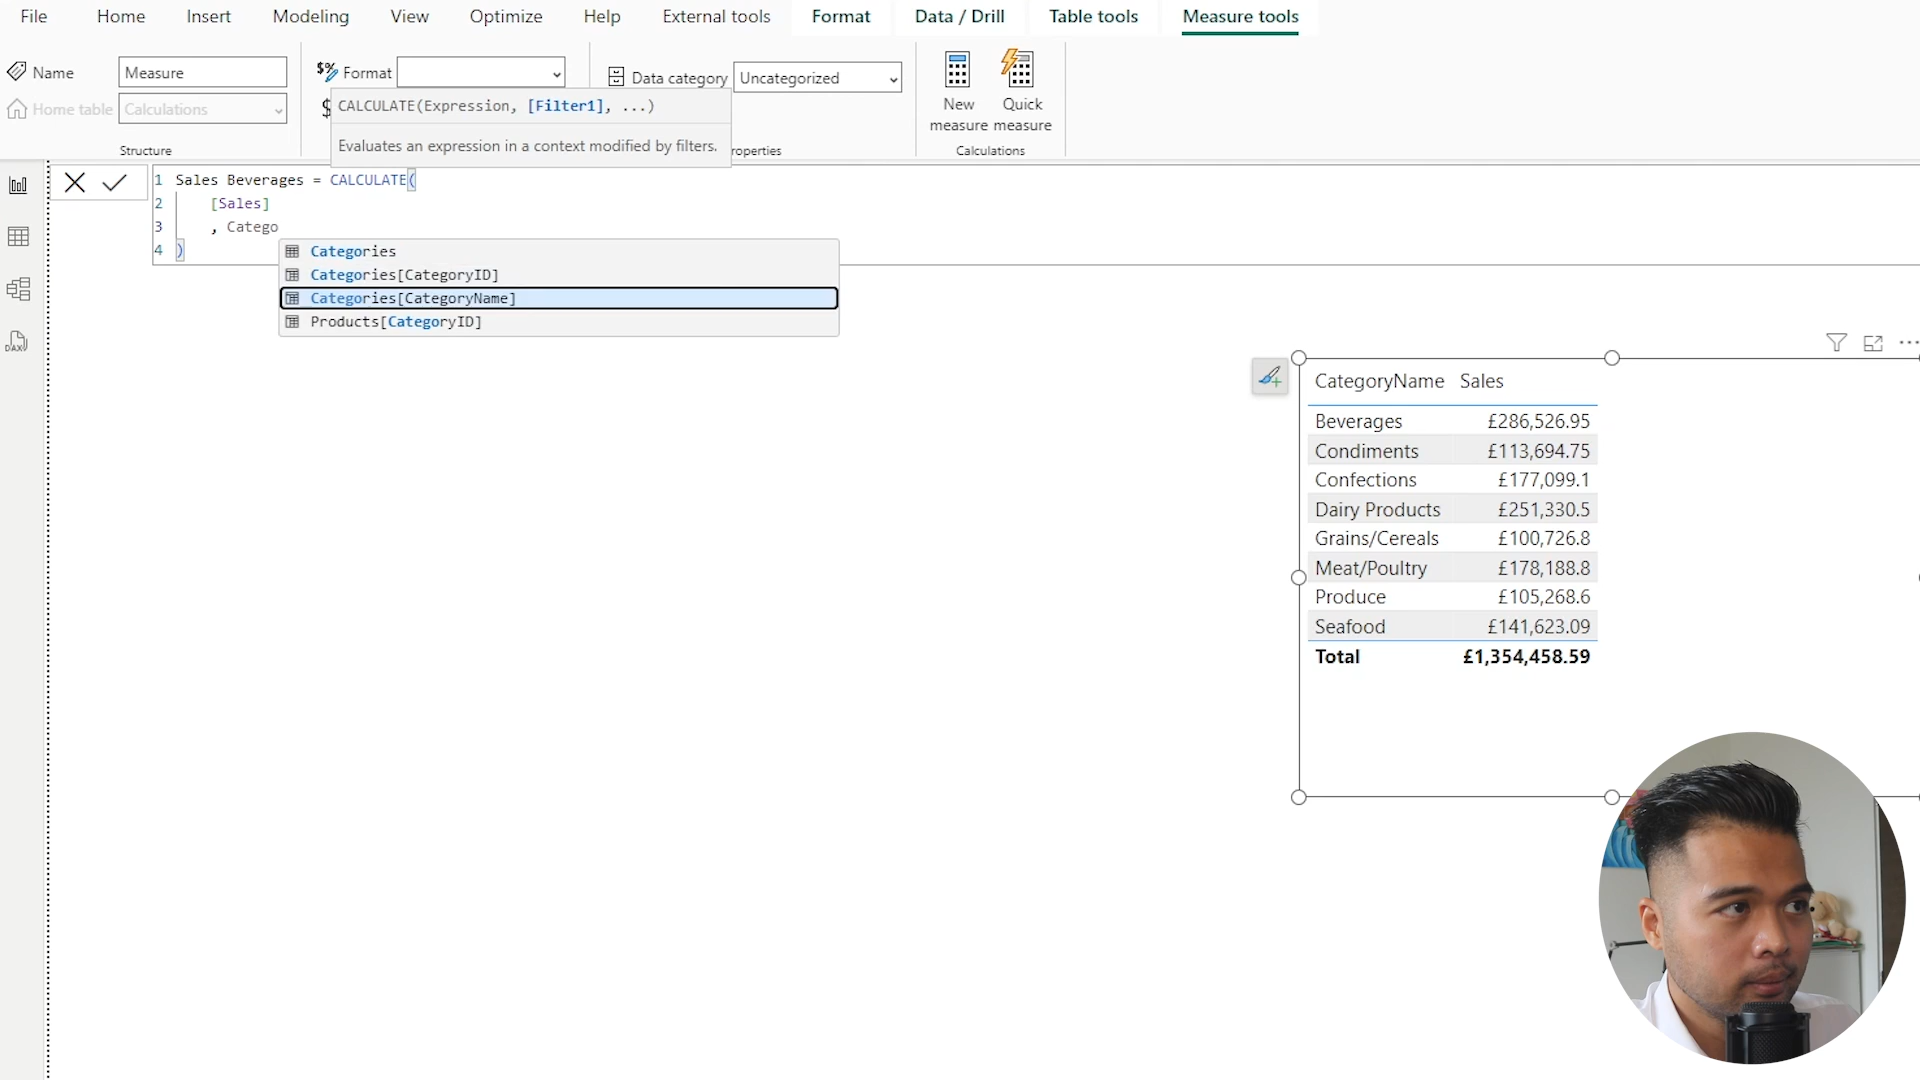 File Home Insert Modeling View Optimize Help External tools Format Data / Drill Table tools Measure tools
Name Measure
Home table Calculations
Structure
$% Format
$
CALCULATE(Expression, [Filter1], ...)
Evaluates an expression in a context modified by filters.
Data category Uncategorized
roperties
New measure
Quick measure
Calculations
1 Sales Beverages = CALCULATE(
2 [Sales]
3 , Catego
4 )
Categories
Categories[CategoryID]
Categories[CategoryName]
Products[CategoryID]
DAX
CategoryName Sales
Beverages £286,526.95
Condiments £113,694.75
Confections £177,099.1
Dairy Products £251,330.5
Grains/Cereals £100,726.8
Meat/Poultry £178,188.8
Produce £105,268.6
Seafood £141,623.09
Total £1,354,458.59